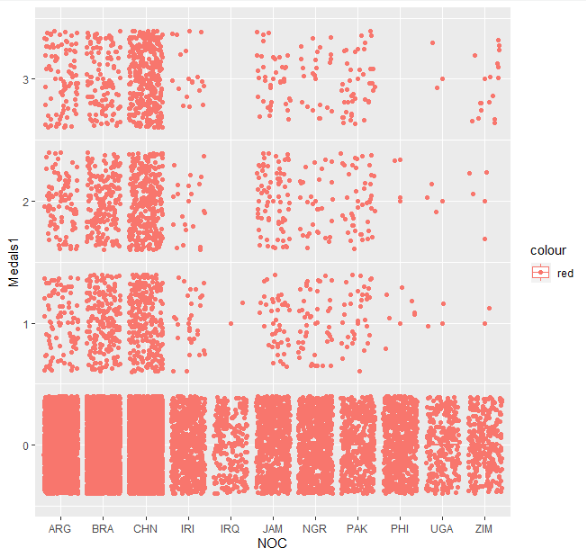 3
2
1
0
Medals1
ARG BRA CHN IRI IRQ JAM NGR PAK PHI UGA ZIM
NOC
colour
red